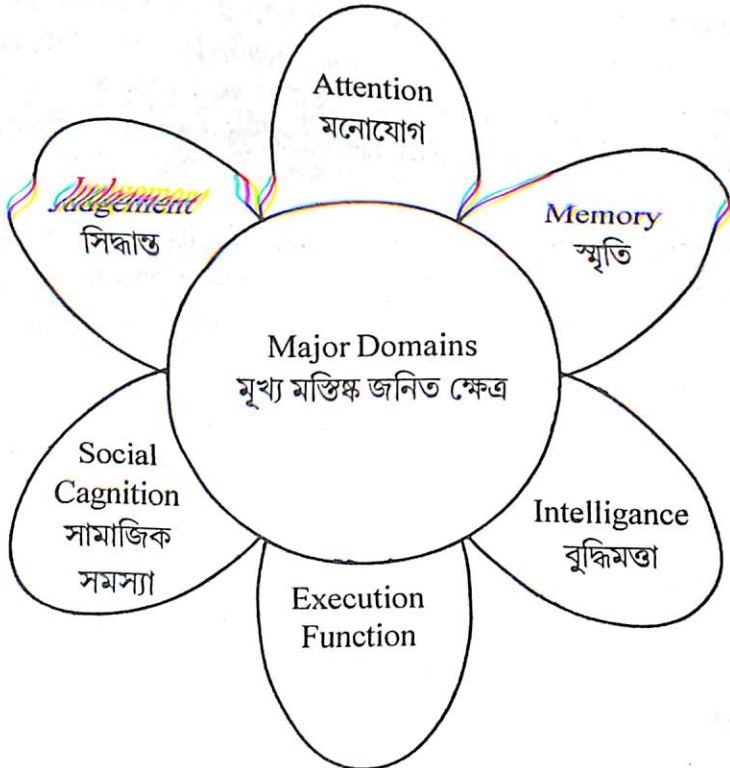 Attention
মনোযোগ
Judgement
সিদ্ধান্ত
Memory
স্মৃতি
Major Domains
মূখ্য মস্তিষ্ক জনিত ক্ষেত্র
Social
Cagnition
সামাজিক
সমস্যা
Intelligance
বুদ্ধিমত্তা
Execution
Function